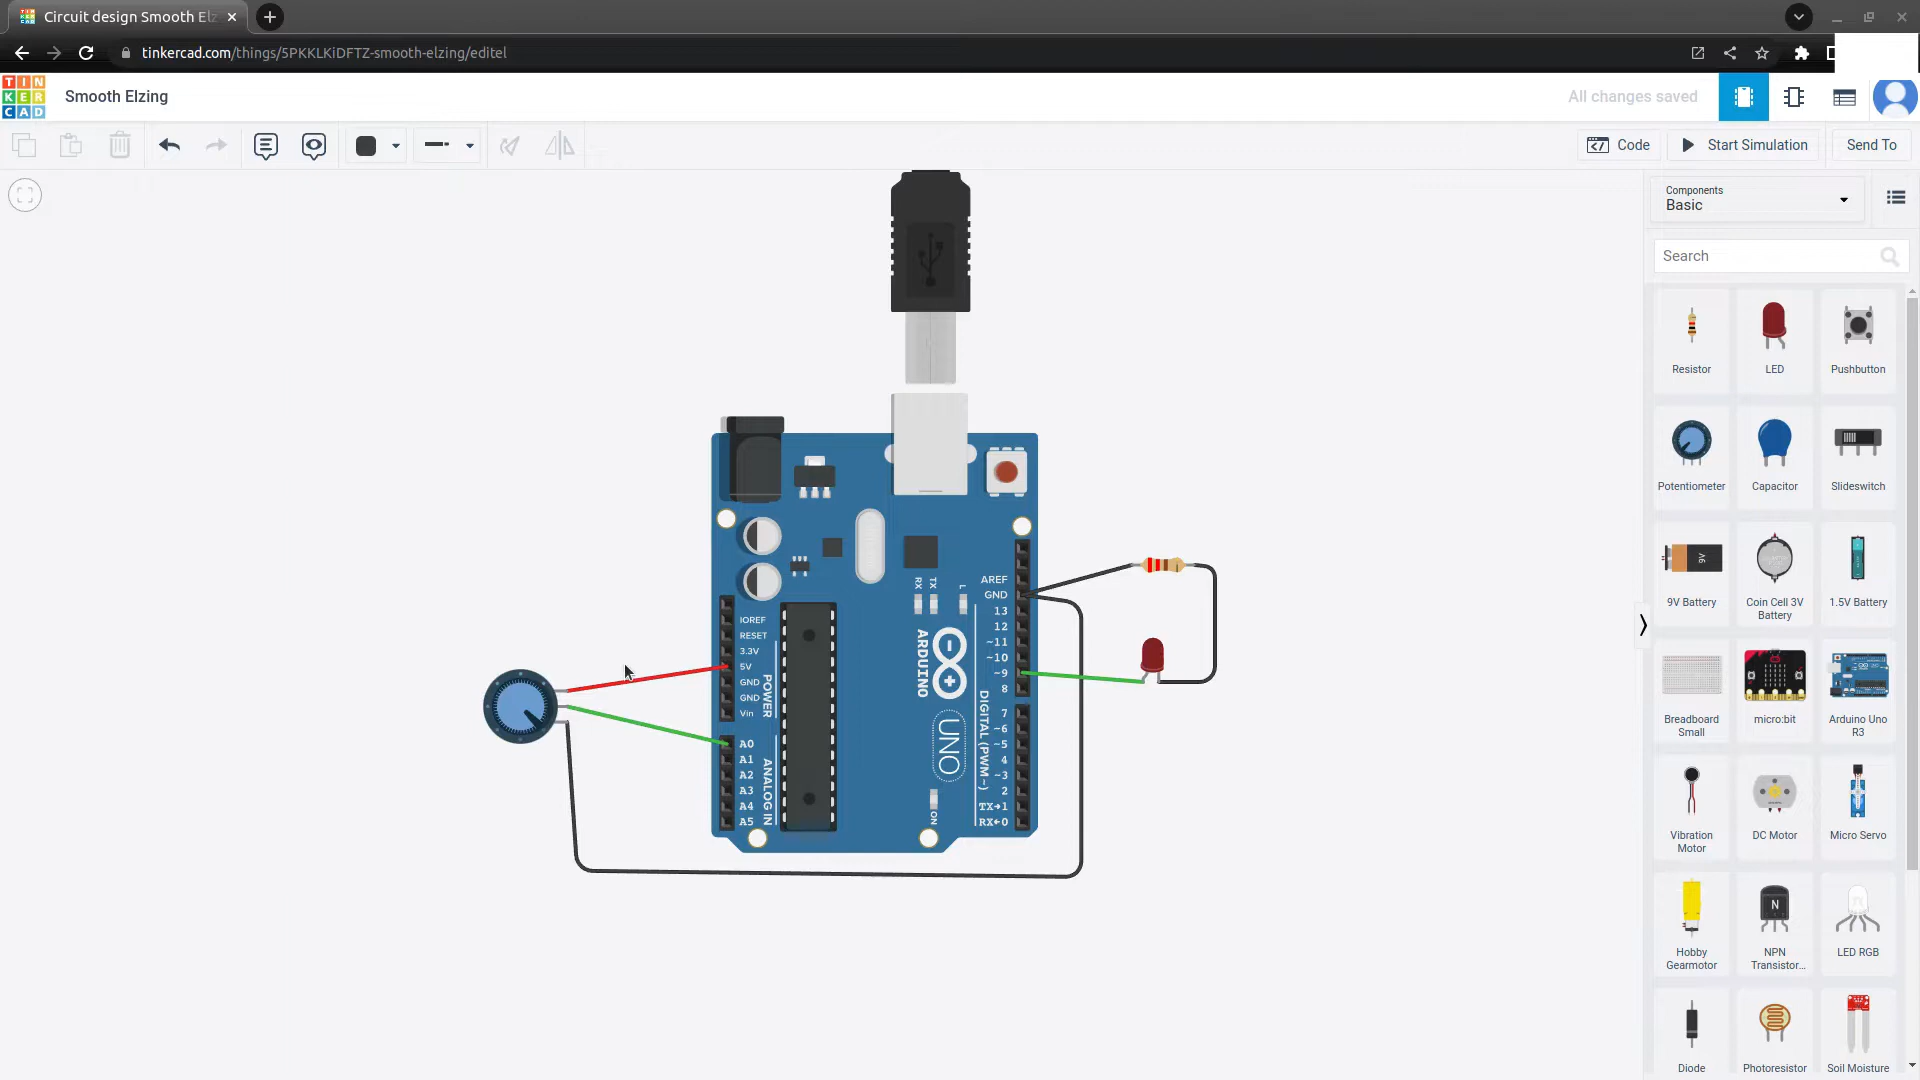 Circuit design Smooth Elz
tinkercad.com/things/5PKKLKiDFTZ-smooth-elzing/editel
TIN
KER
CAD
Smooth Elzing
All changes saved
Code
Start Simulation
Send To
Components
Basic
Search
Resistor
LED
Pushbutton
Potentiometer
Capacitor
Slideswitch
9V
9V Battery
Coin Cell 3V
Battery
1.5V Battery
Breadboard
Small
micro:bit
Arduino Uno
R3
Vibration
Motor
DC Motor
Micro Servo
N
Hobby
Gearmotor
NPN
Transistor...
LED RGB
Diode
Photoresistor
Soil Moisture
IOREF
RESET
3.3V
5V
GND
GND
Vin
POWER
A0
A1
A2
A3
A4
A5
ANALOG IN
RX
TX
L
ARDUINO
UNO
ON
AREF
GND
13
12
~11
~10
~9
8
7
~6
~5
4
~3
2
TX→1
RX←0
DIGITAL (PWM~)